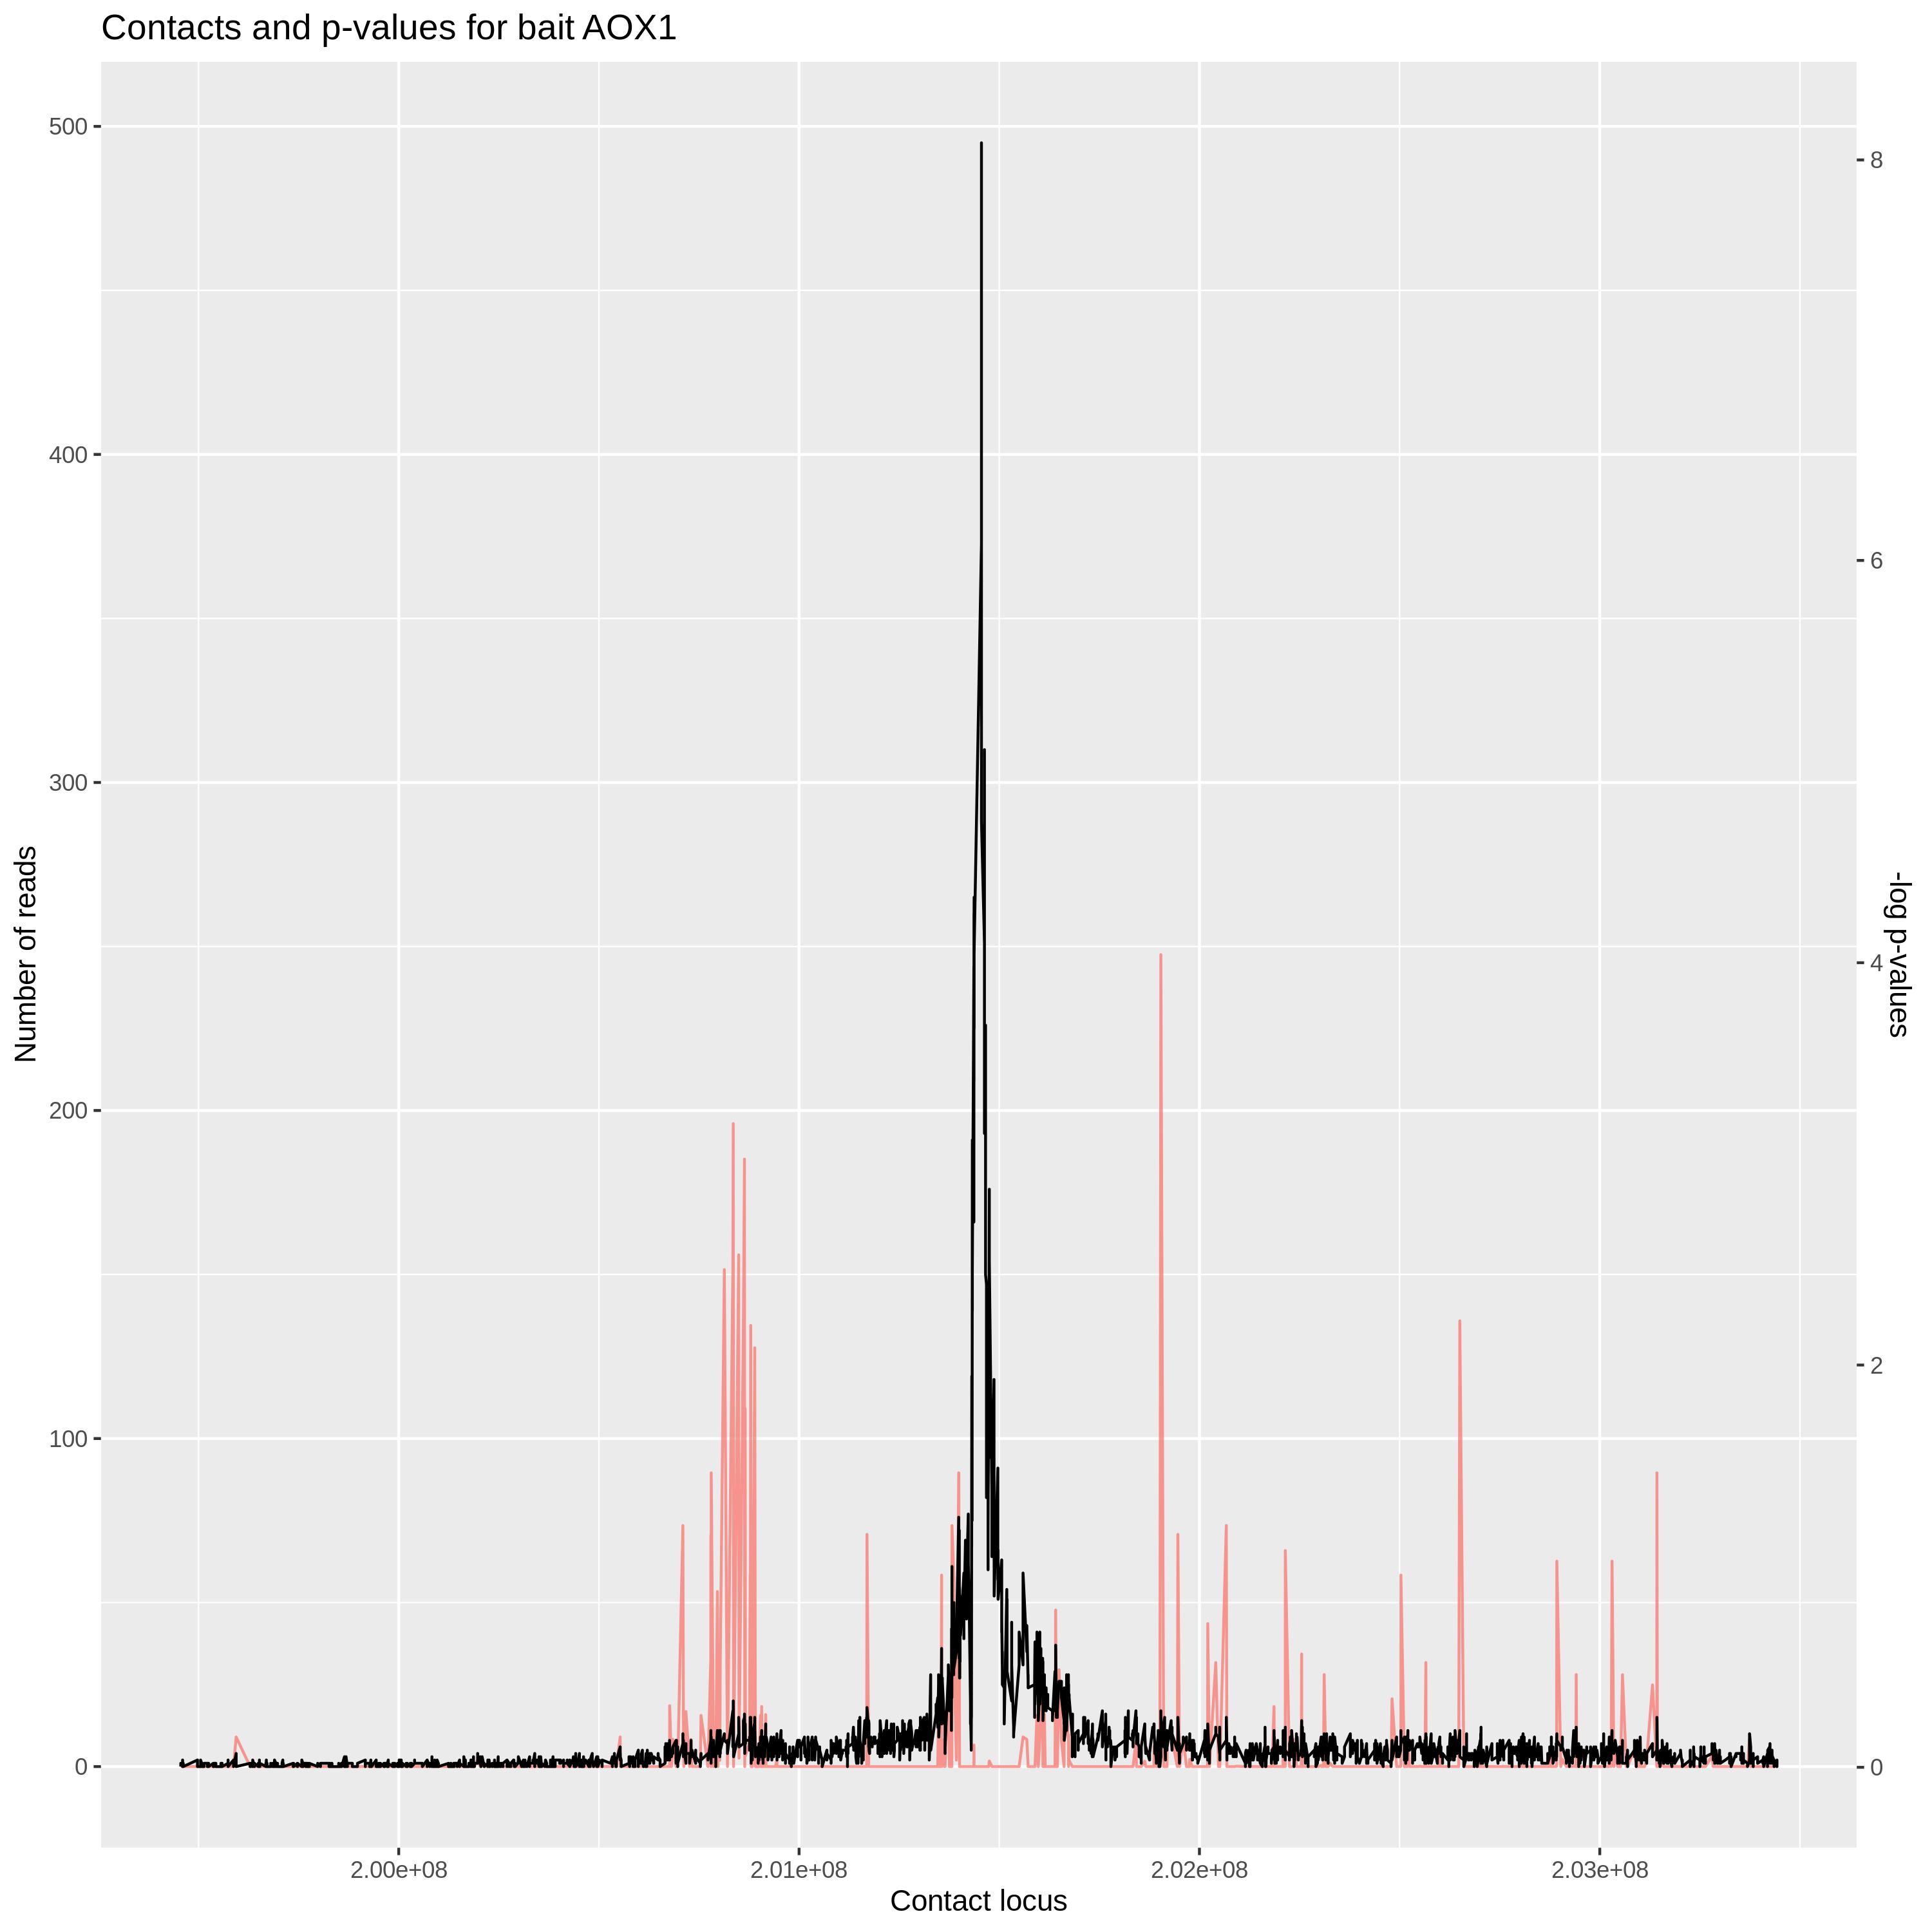 Contacts and p-values for bait AOX1
500
400
300
200
100
0
Number of reads
8
6
4
2
0
-log p-values
2.00e+08
2.01e+08
2.02e+08
2.03e+08
Contact locus